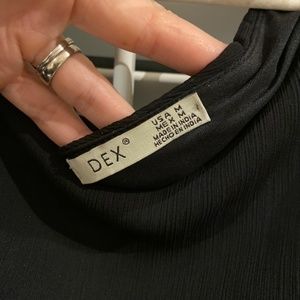 DEX®
USA M
MEX M
MADE IN INDIA
HECHO EN INDIA